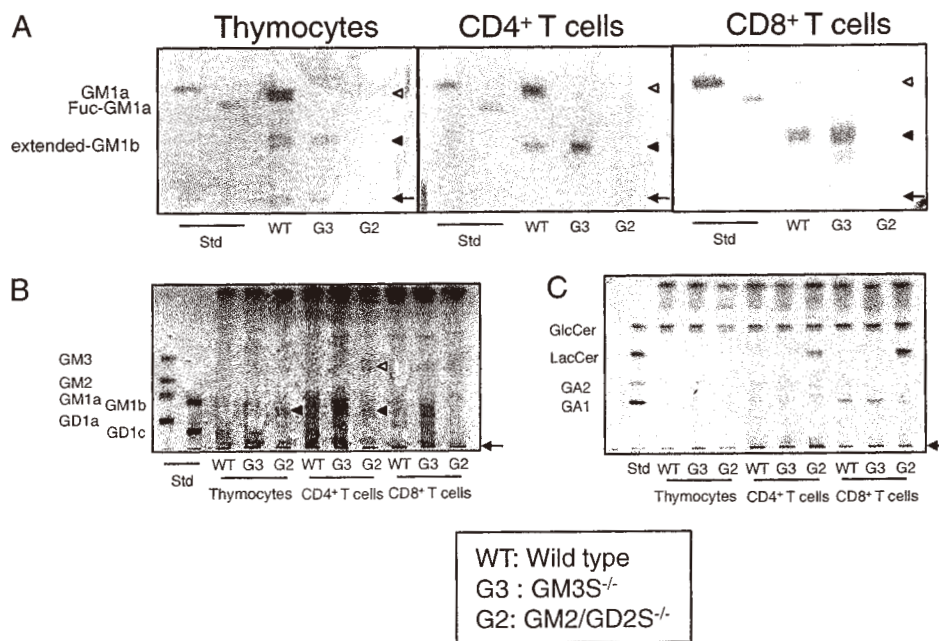 A
Thymocytes
CD4+ T cells
CD8+ T cells
GM1a
Fuc-GM1a
extended-GM1b
Std
WT G3 G2
Std
WT G3 G2
Std
WT G3 G2
B
GM3
GM2
GM1a
GM1b
GD1a
GD1c
Std
WT G3 G2 WT G3 G2 WT G3 G2
Thymocytes CD4+ T cells CD8+ T cells
C
GlcCer
LacCer
GA2
GA1
Std WT G3 G2 WT G3 G2 WT G3 G2
Thymocytes CD4+ T cells CD8+ T cells
WT: Wild type
G3 : GM3S-/-
G2: GM2/GD2S-/-